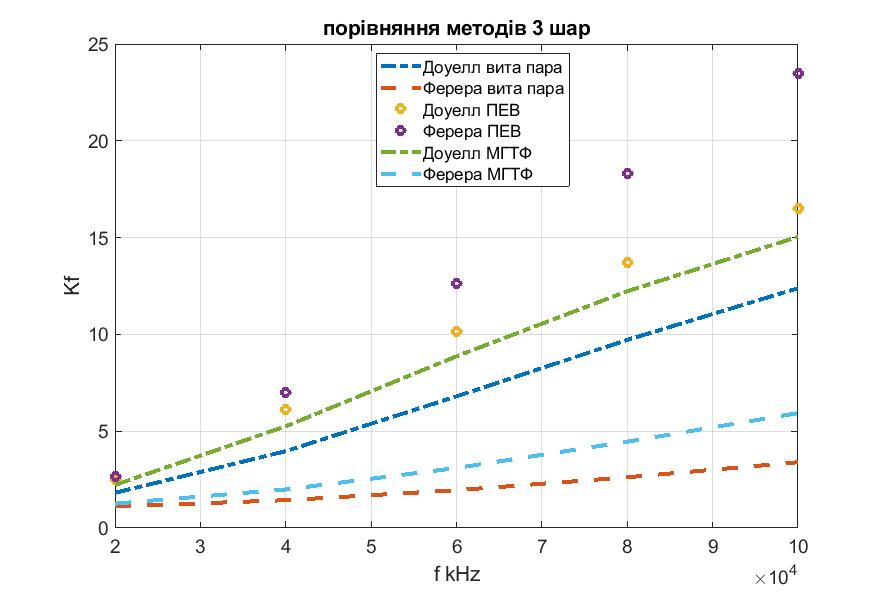 порівняння методів 3 шар
25
20
15
10
5
0
Kf
Доуелл вита пара
Ферера вита пара
Доуелл ПЕВ
Ферера ПЕВ
Доуелл МГТФ
Ферера МГТФ
2 3 4 5 6 7 8 9 10
f kHz
×10⁴